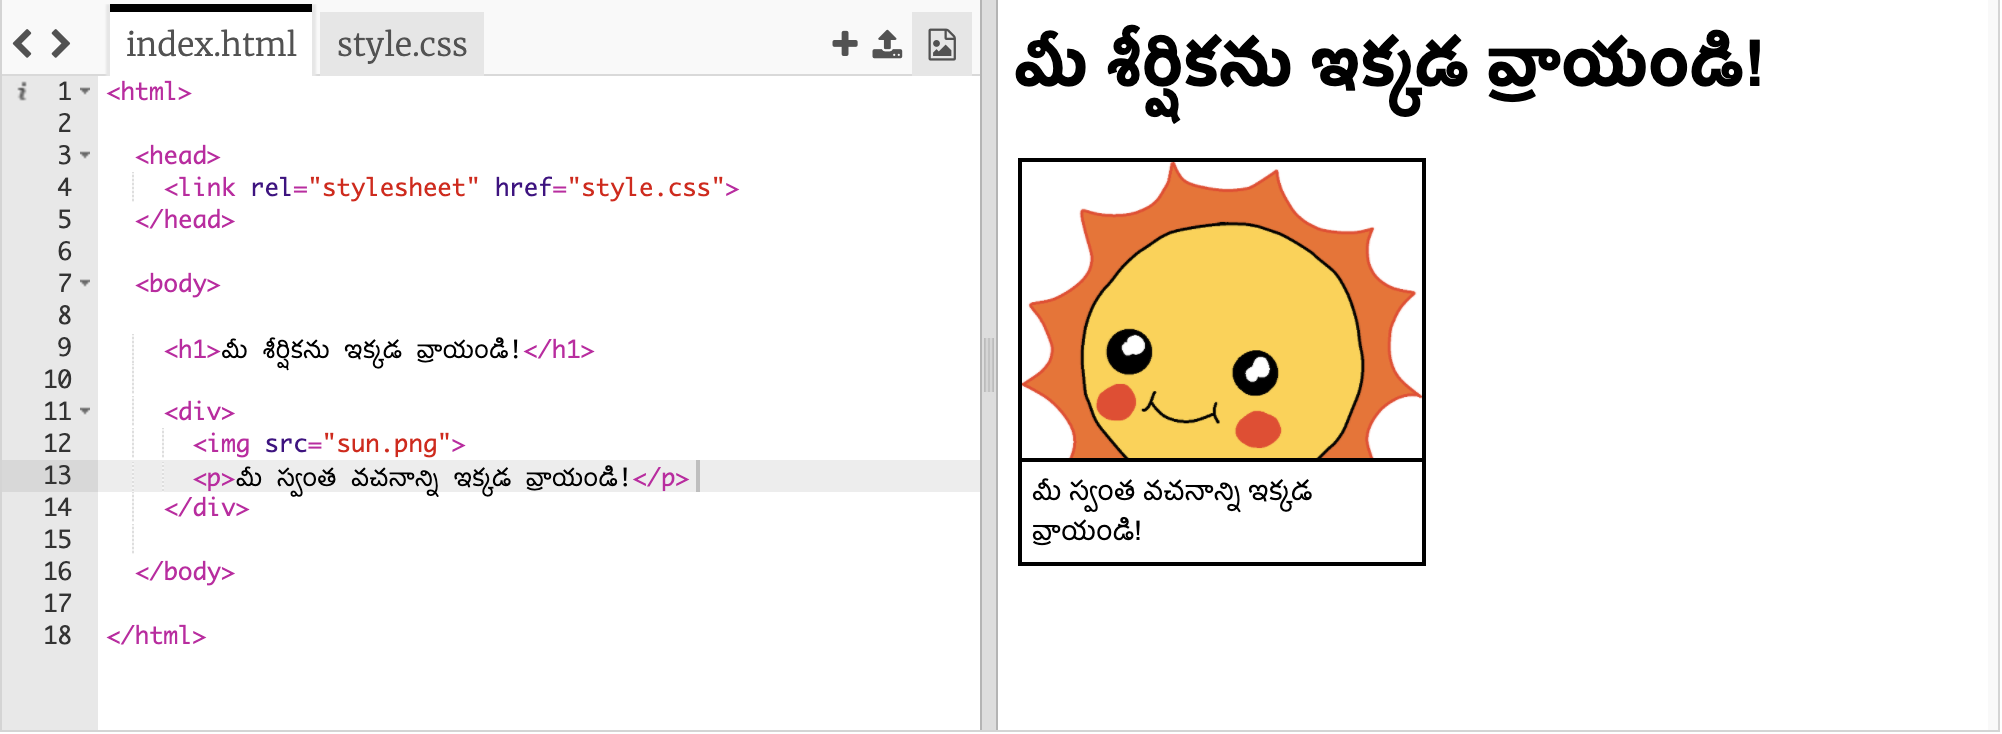 index.html
style.css
1 <html>
2
3 <head>
4 <link rel="stylesheet" href="style.css">
5 </head>
6
7 <body>
8
9 <h1>మీ శీర్షికను ఇక్కడ వ్రాయండి!</h1>
10
11 <div>
12 <img src="sun.png">
13 <p>మీ స్వంత వచనాన్ని ఇక్కడ వ్రాయండి!</p>
14 </div>
15
16 </body>
17
18 </html>
మీ శీర్షికను ఇక్కడ వ్రాయండి!
మీ స్వంత వచనాన్ని ఇక్కడ
వ్రాయండి!